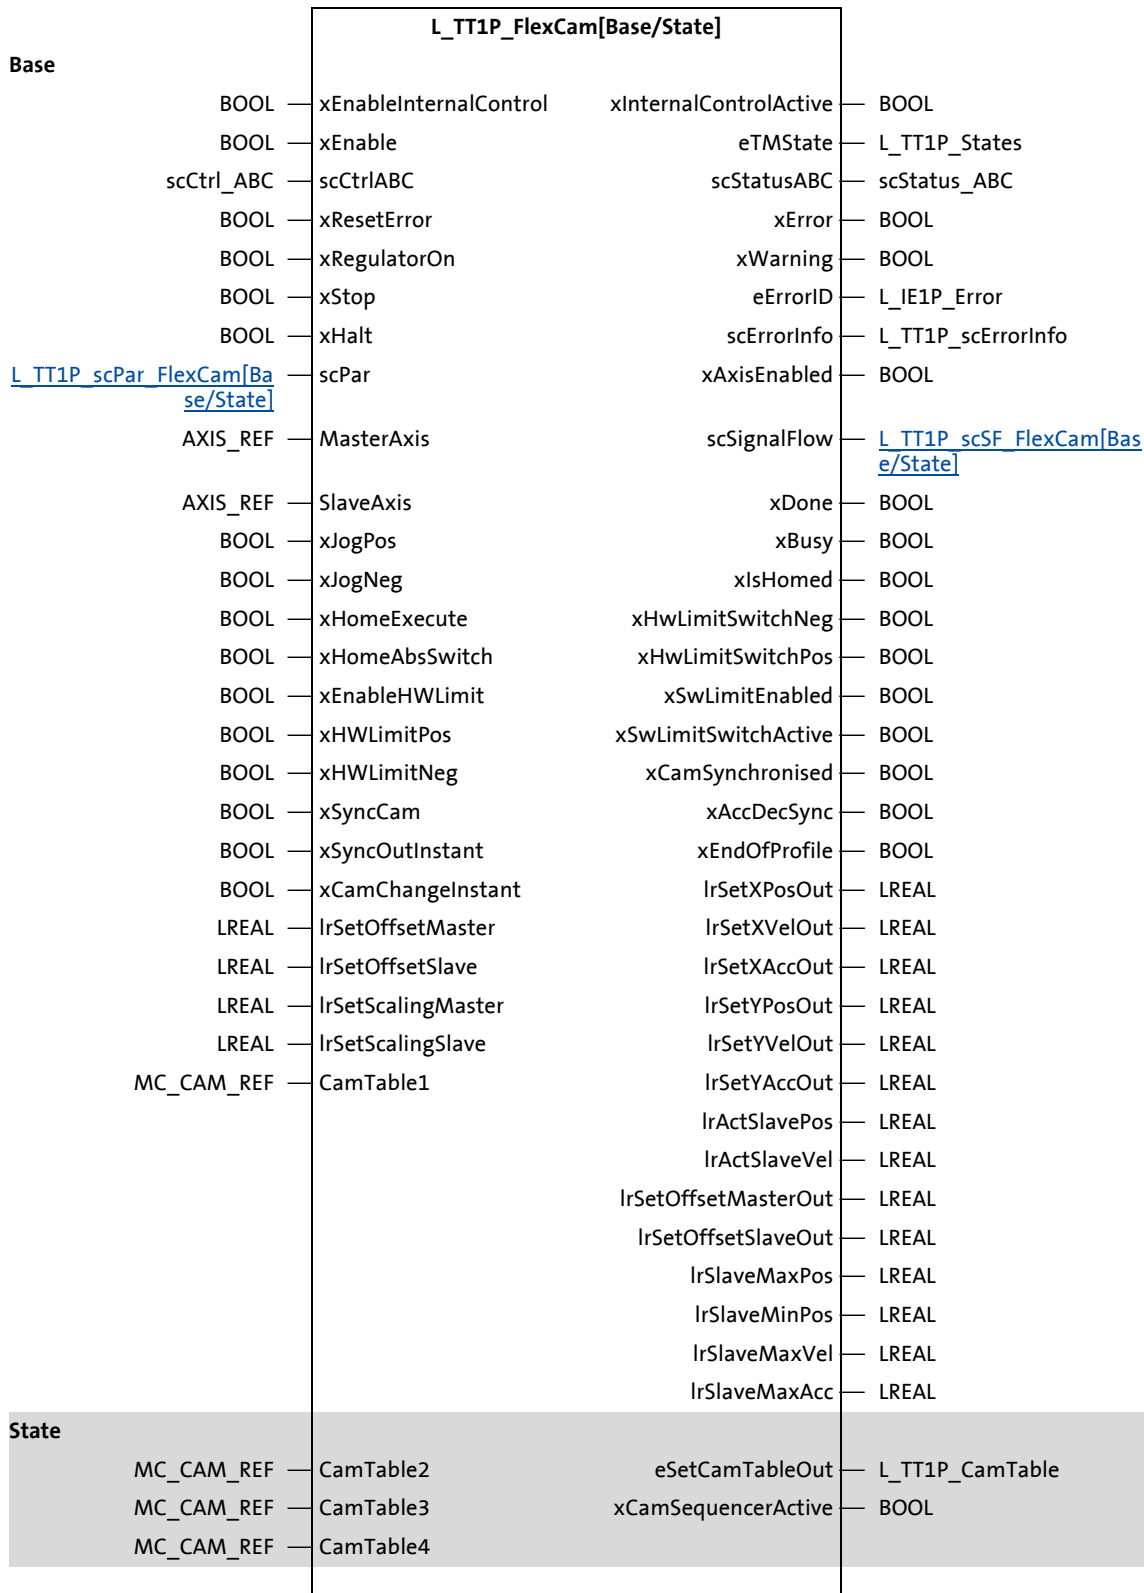 L_TT1P_FlexCam[Base/State]
Base
BOOL xEnableInternalControl xInternalControlActive BOOL
BOOL xEnable eTMState L_TT1P_States
scCtrl_ABC scCtrlABC scStatusABC scStatus_ABC
BOOL xResetError xError BOOL
BOOL xRegulatorOn xWarning BOOL
BOOL xStop eErrorID L_IE1P_Error
BOOL xHalt scErrorInfo L_TT1P_scErrorInfo
L_TT1P_scPar_FlexCam[Ba scPar xAxisEnabled BOOL
se/State]
AXIS_REF MasterAxis scSignalFlow L_TT1P_scSF_FlexCam[Bas
e/State]
AXIS_REF SlaveAxis xDone BOOL
BOOL xJogPos xBusy BOOL
BOOL xJogNeg xIsHomed BOOL
BOOL xHomeExecute xHwLimitSwitchNeg BOOL
BOOL xHomeAbsSwitch xHwLimitSwitchPos BOOL
BOOL xEnableHWLimit xSwLimitEnabled BOOL
BOOL xHWLimitPos xSwLimitSwitchActive BOOL
BOOL xHWLimitNeg xCamSynchronised BOOL
BOOL xSyncCam xAccDecSync BOOL
BOOL xSyncOutInstant xEndOfProfile BOOL
BOOL xCamChangeInstant lrSetXPosOut LREAL
LREAL lrSetOffsetMaster lrSetXVelOut LREAL
LREAL lrSetOffsetSlave lrSetXAccOut LREAL
LREAL lrSetScalingMaster lrSetYPosOut LREAL
LREAL lrSetScalingSlave lrSetYVelOut LREAL
MC_CAM_REF CamTable1 lrSetYAccOut LREAL
lrActSlavePos LREAL
lrActSlaveVel LREAL
lrSetOffsetMasterOut LREAL
lrSetOffsetSlaveOut LREAL
lrSlaveMaxPos LREAL
lrSlaveMinPos LREAL
lrSlaveMaxVel LREAL
lrSlaveMaxAcc LREAL
State
MC_CAM_REF CamTable2 eSetCamTableOut L_TT1P_CamTable
MC_CAM_REF CamTable3 xCamSequencerActive BOOL
MC_CAM_REF CamTable4